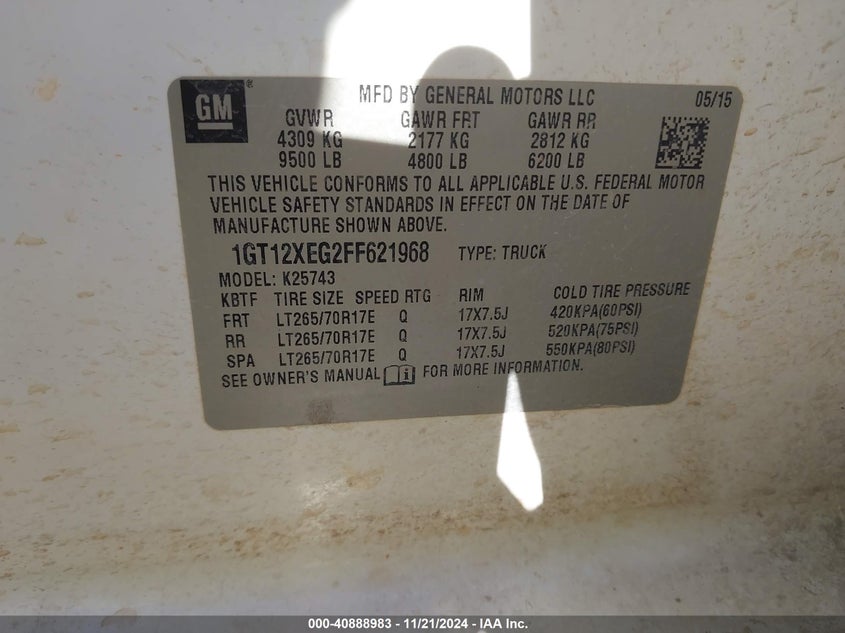 GM ®
MFD BY GENERAL MOTORS LLC 05/15
GVWR GAWR FRT GAWR RR
4309 KG 2177 KG 2812 KG
9500 LB 4800 LB 6200 LB
THIS VEHICLE CONFORMS TO ALL APPLICABLE U.S. FEDERAL MOTOR
VEHICLE SAFETY STANDARDS IN EFFECT ON THE DATE OF
MANUFACTURE SHOWN ABOVE.
1GT12XEG2FF621968 TYPE: TRUCK
MODEL: K25743
KBTF TIRE SIZE SPEED RTG RIM COLD TIRE PRESSURE
FRT LT265/70R17E Q 17X7.5J 420KPA(60PSI)
RR LT265/70R17E Q 17X7.5J 520KPA(75PSI)
SPA LT265/70R17E Q 17X7.5J 550KPA(80PSI)
SEE OWNER'S MANUAL i FOR MORE INFORMATION.
000-40888983 - 11/21/2024 - IAA Inc.